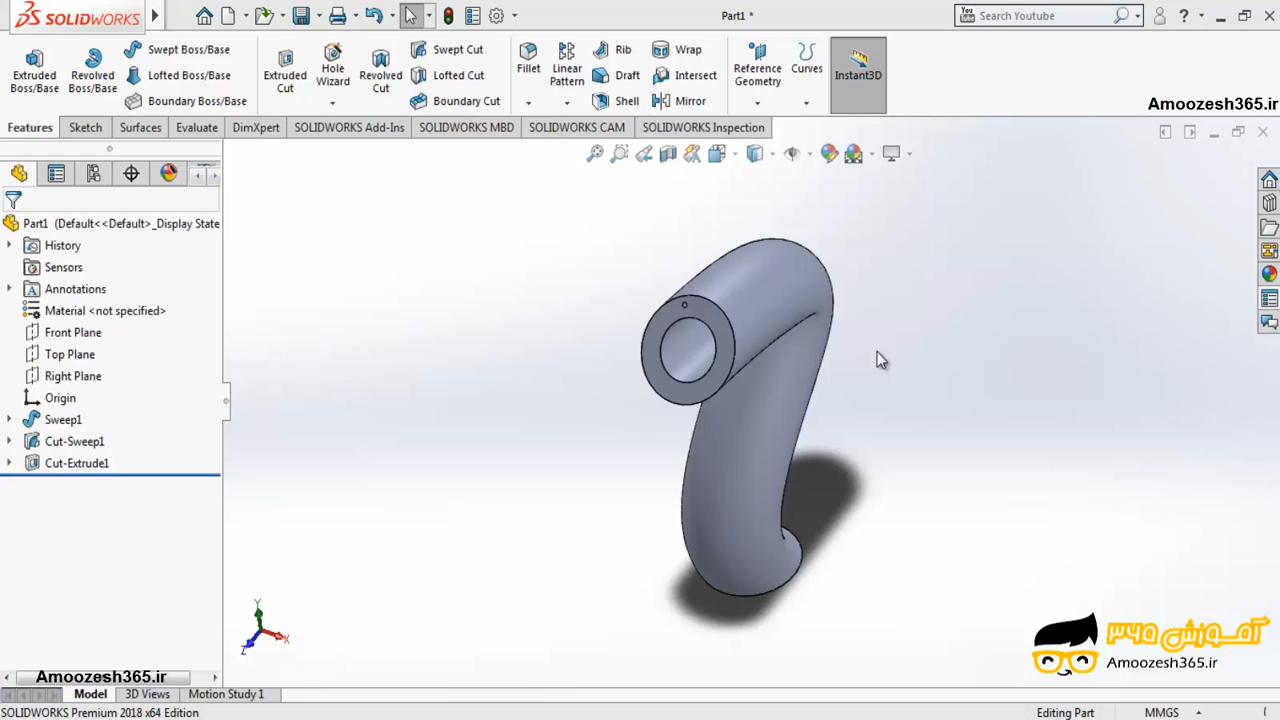 SOLIDWORKS
Part1 *
Search Youtube
?
Extruded Boss/Base
Revolved Boss/Base
Swept Boss/Base
Lofted Boss/Base
Boundary Boss/Base
Extruded Cut
Hole Wizard
Revolved Cut
Swept Cut
Lofted Cut
Boundary Cut
Fillet
Linear Pattern
Rib
Draft
Shell
Wrap
Intersect
Mirror
Reference Geometry
Curves
Instant3D
Amoozesh365.ir
Features
Sketch
Surfaces
Evaluate
DimXpert
SOLIDWORKS Add-Ins
SOLIDWORKS MBD
SOLIDWORKS CAM
SOLIDWORKS Inspection
Part1 (Default<<Default>_Display State
History
Sensors
Annotations
Material <not specified>
Front Plane
Top Plane
Right Plane
Origin
Sweep1
Cut-Sweep1
Cut-Extrude1
Y
X
Z
آموزش ۳۶۵
Amoozesh365.ir
Amoozesh365.ir
Model
3D Views
Motion Study 1
SOLIDWORKS Premium 2018 x64 Edition
Editing Part
MMGS